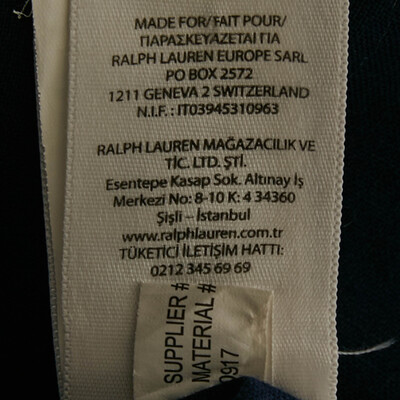 MADE FOR/FAIT POUR/
ΠΑΡΑΣΚΕΥΑΖΕΤΑΙ ΓΙΑ
RALPH LAUREN EUROPE SARL
PO BOX 2572
1211 GENEVA 2 SWITZERLAND
N.I.F. : IT03945310963
RALPH LAUREN MAĞAZACILIK VE
TİC. LTD. ŞTİ.
Esentepe Kasap Sok. Altınay İş
Merkezi No: 8-10 K: 4 34360
Şişli – İstanbul
www.ralphlauren.com.tr
TÜKETİCİ İLETİŞİM HATTI:
0212 345 69 69
SUPPLIER #
MATERIAL #
0917